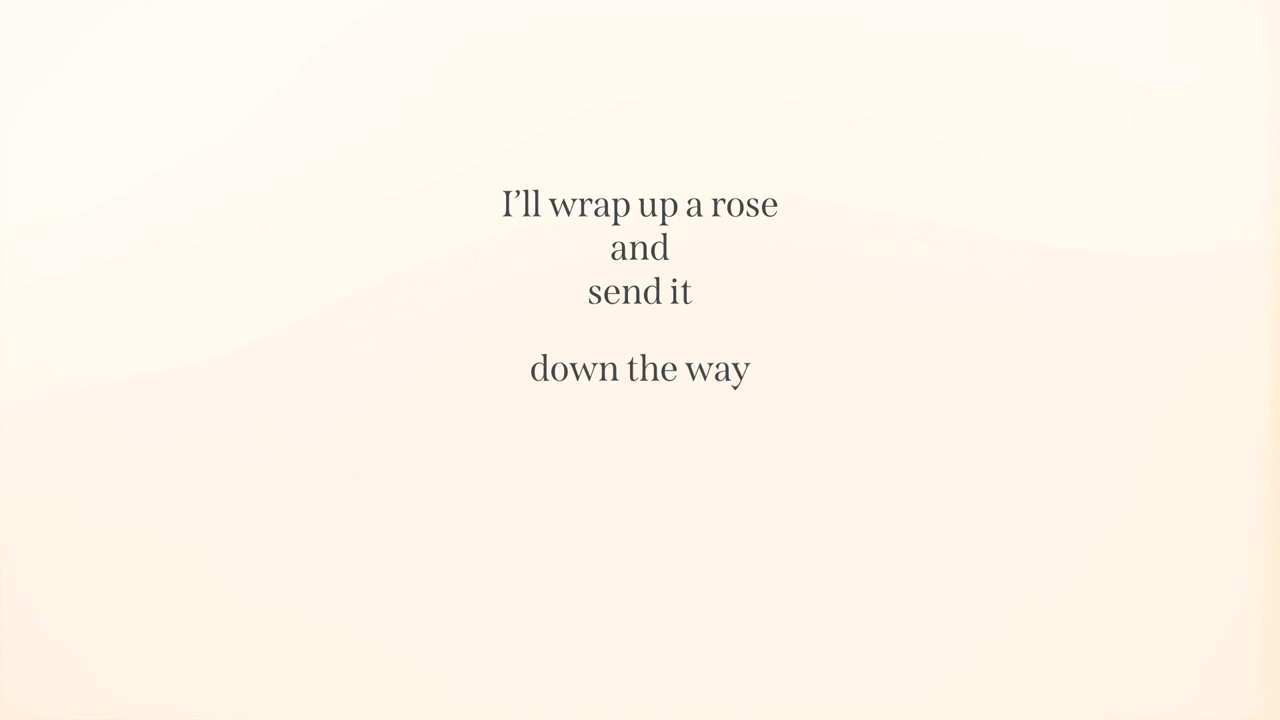 I’ll wrap up a rose
and
send it
down the way